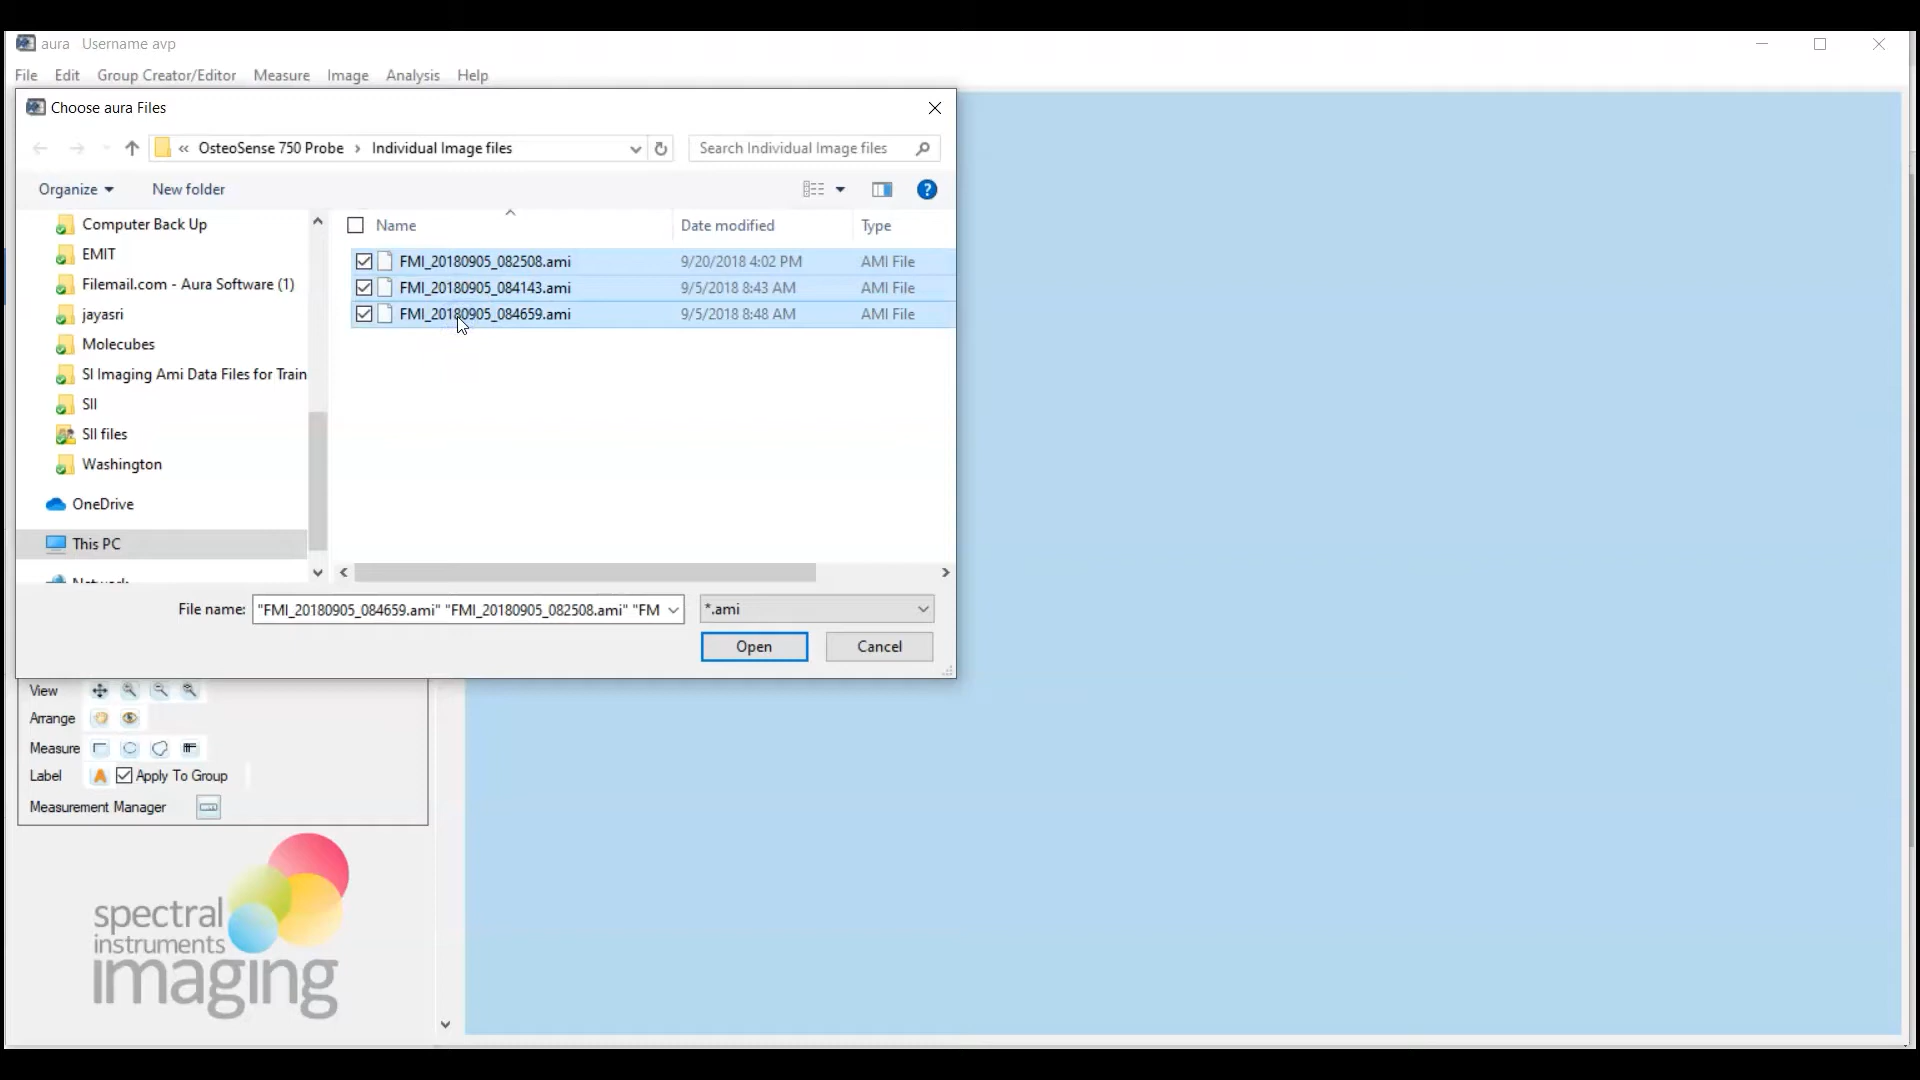 aura Username avp
File Edit Group Creator/Editor Measure Image Analysis Help
Choose aura Files
« OsteoSense 750 Probe › Individual Image files
Search Individual Image files
Organize New folder
Computer Back Up
EMIT
Filemail.com - Aura Software (1)
jayasri
Molecubes
SI Imaging Ami Data Files for Train
SII
SII files
Washington
OneDrive
This PC
Network
Name Date modified Type
FMI_20180905_082508.ami 9/20/2018 4:02 PM AMI File
FMI_20180905_084143.ami 9/5/2018 8:43 AM AMI File
FMI_20180905_084659.ami 9/5/2018 8:48 AM AMI File
File name: "FMI_20180905_084659.ami" "FMI_20180905_082508.ami" "FM
*.ami
Open Cancel
View
Arrange
Measure
Label A Apply To Group
Measurement Manager
spectral
instruments
imaging